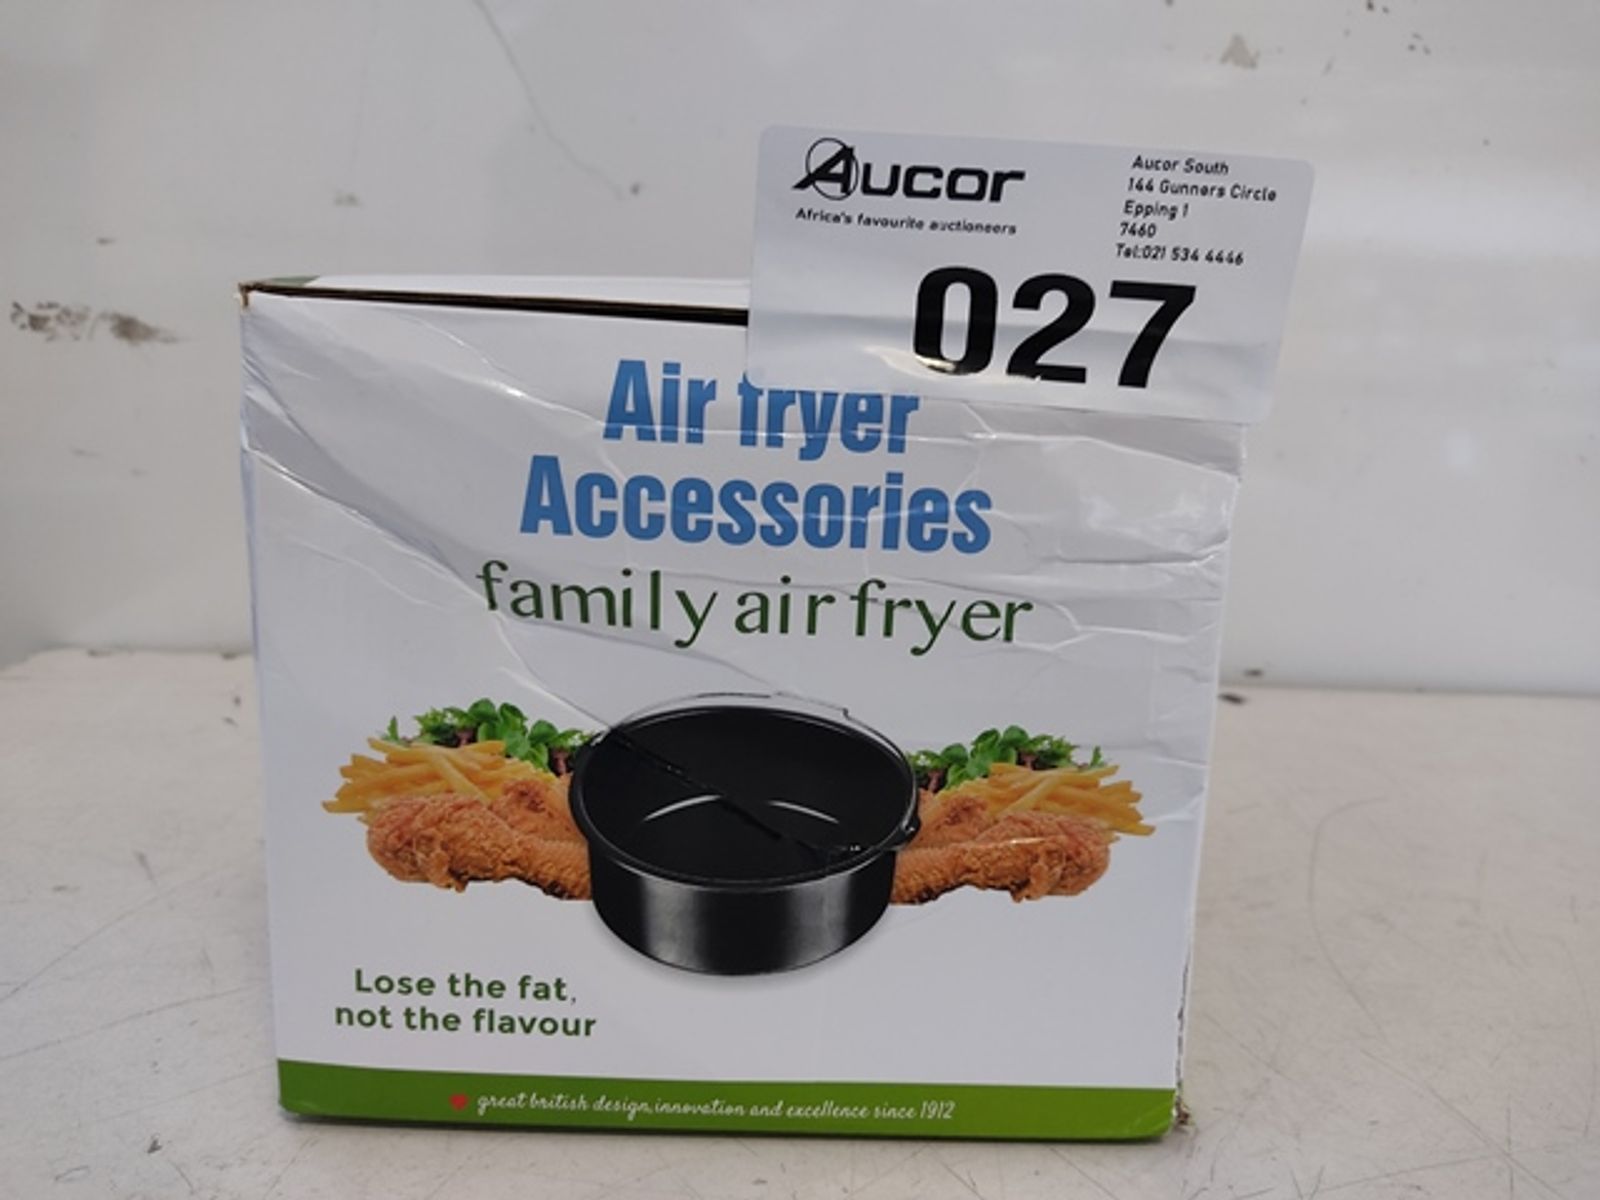 Aucor
Africa's favourite auctioneers
Aucor South
144 Gunners Circle
Epping 1
7460
Tel:021 534 4446
027
Air fryer
Accessories
family air fryer
Lose the fat,
not the flavour
great british design, innovation and excellence since 1912